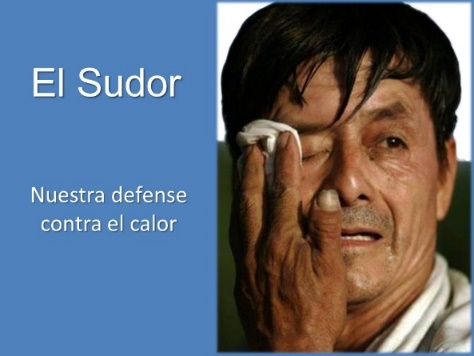 El Sudor
Nuestra defense
contra el calor